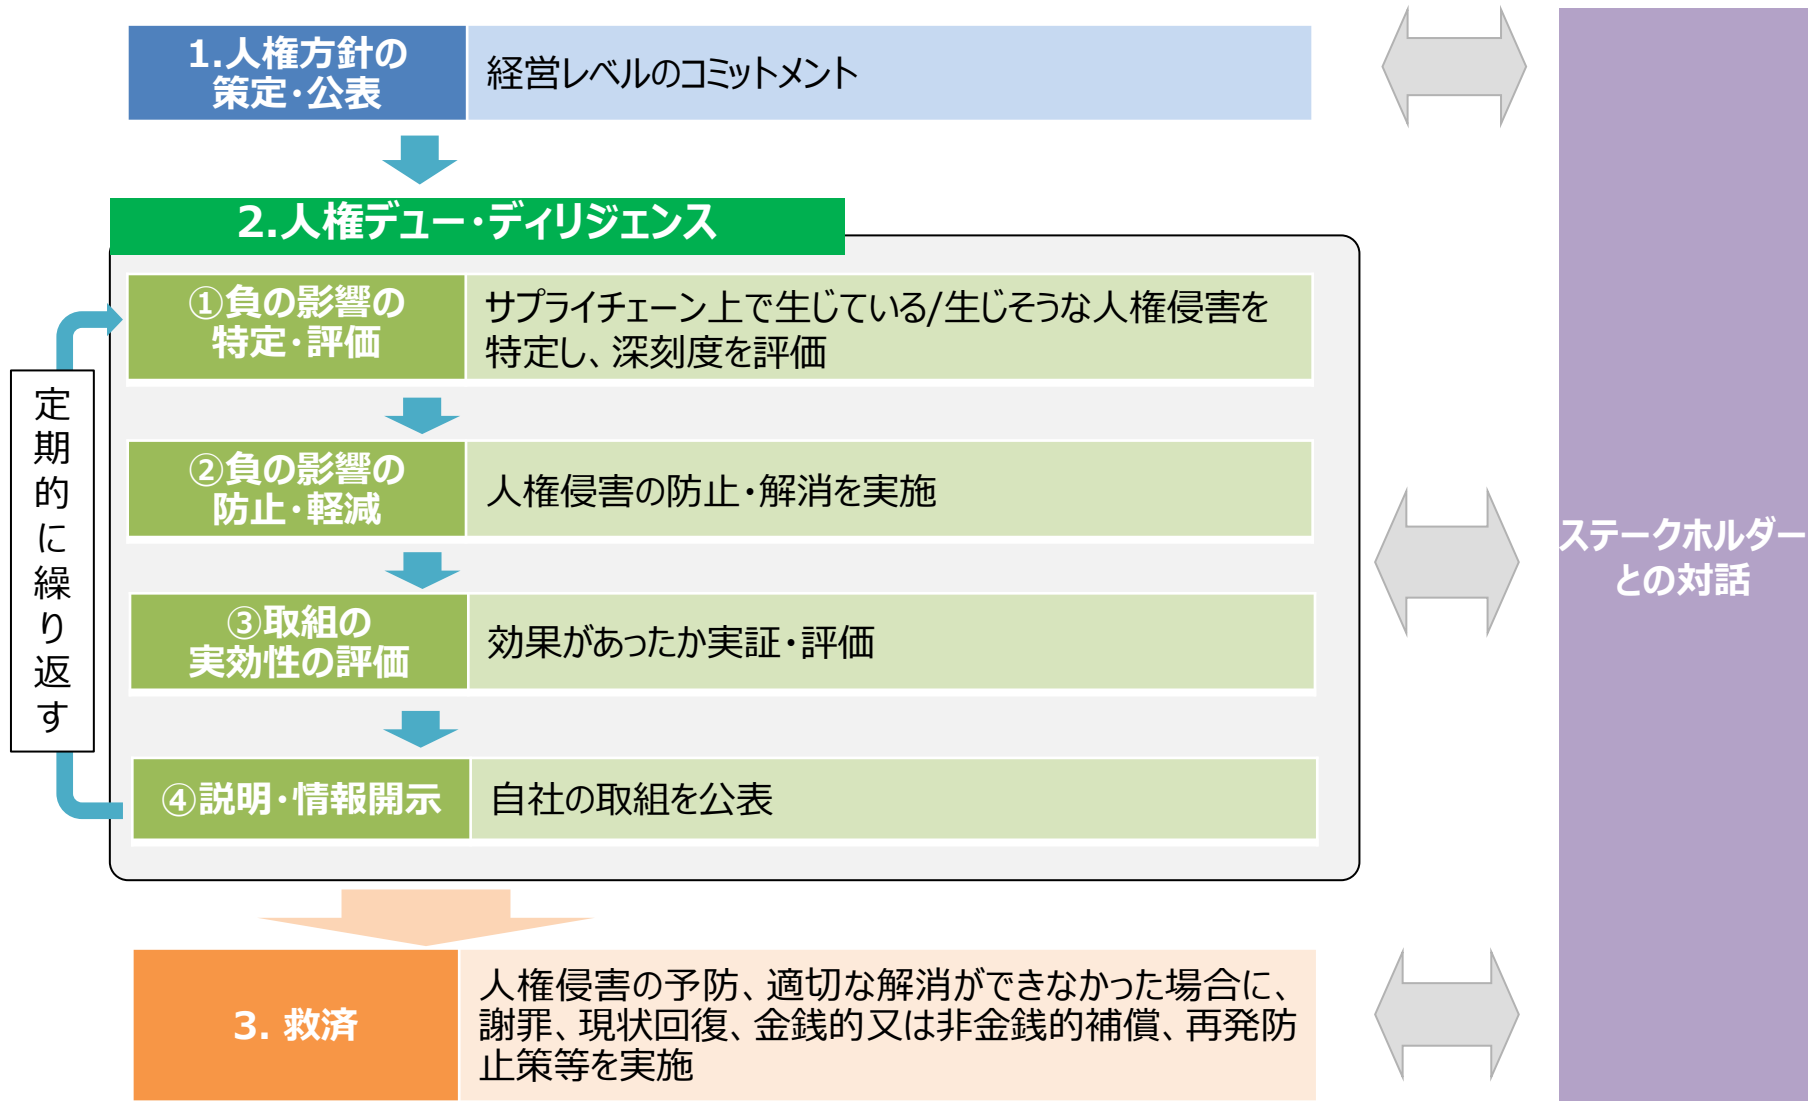 1.人権方針の
策定・公表
経営レベルのコミットメント
2.人権デュー・ディリジェンス
①負の影響の
特定・評価
サプライチェーン上で生じている/生じそうな人権侵害を
特定し、深刻度を評価
②負の影響の
防止・軽減
人権侵害の防止・解消を実施
③取組の
実効性の評価
効果があったか実証・評価
④説明・情報開示
自社の取組を公表
定期的に繰り返す
3. 救済
人権侵害の予防、適切な解消ができなかった場合に、
謝罪、現状回復、金銭的又は非金銭的補償、再発防
止策等を実施
ステークホルダー
との対話